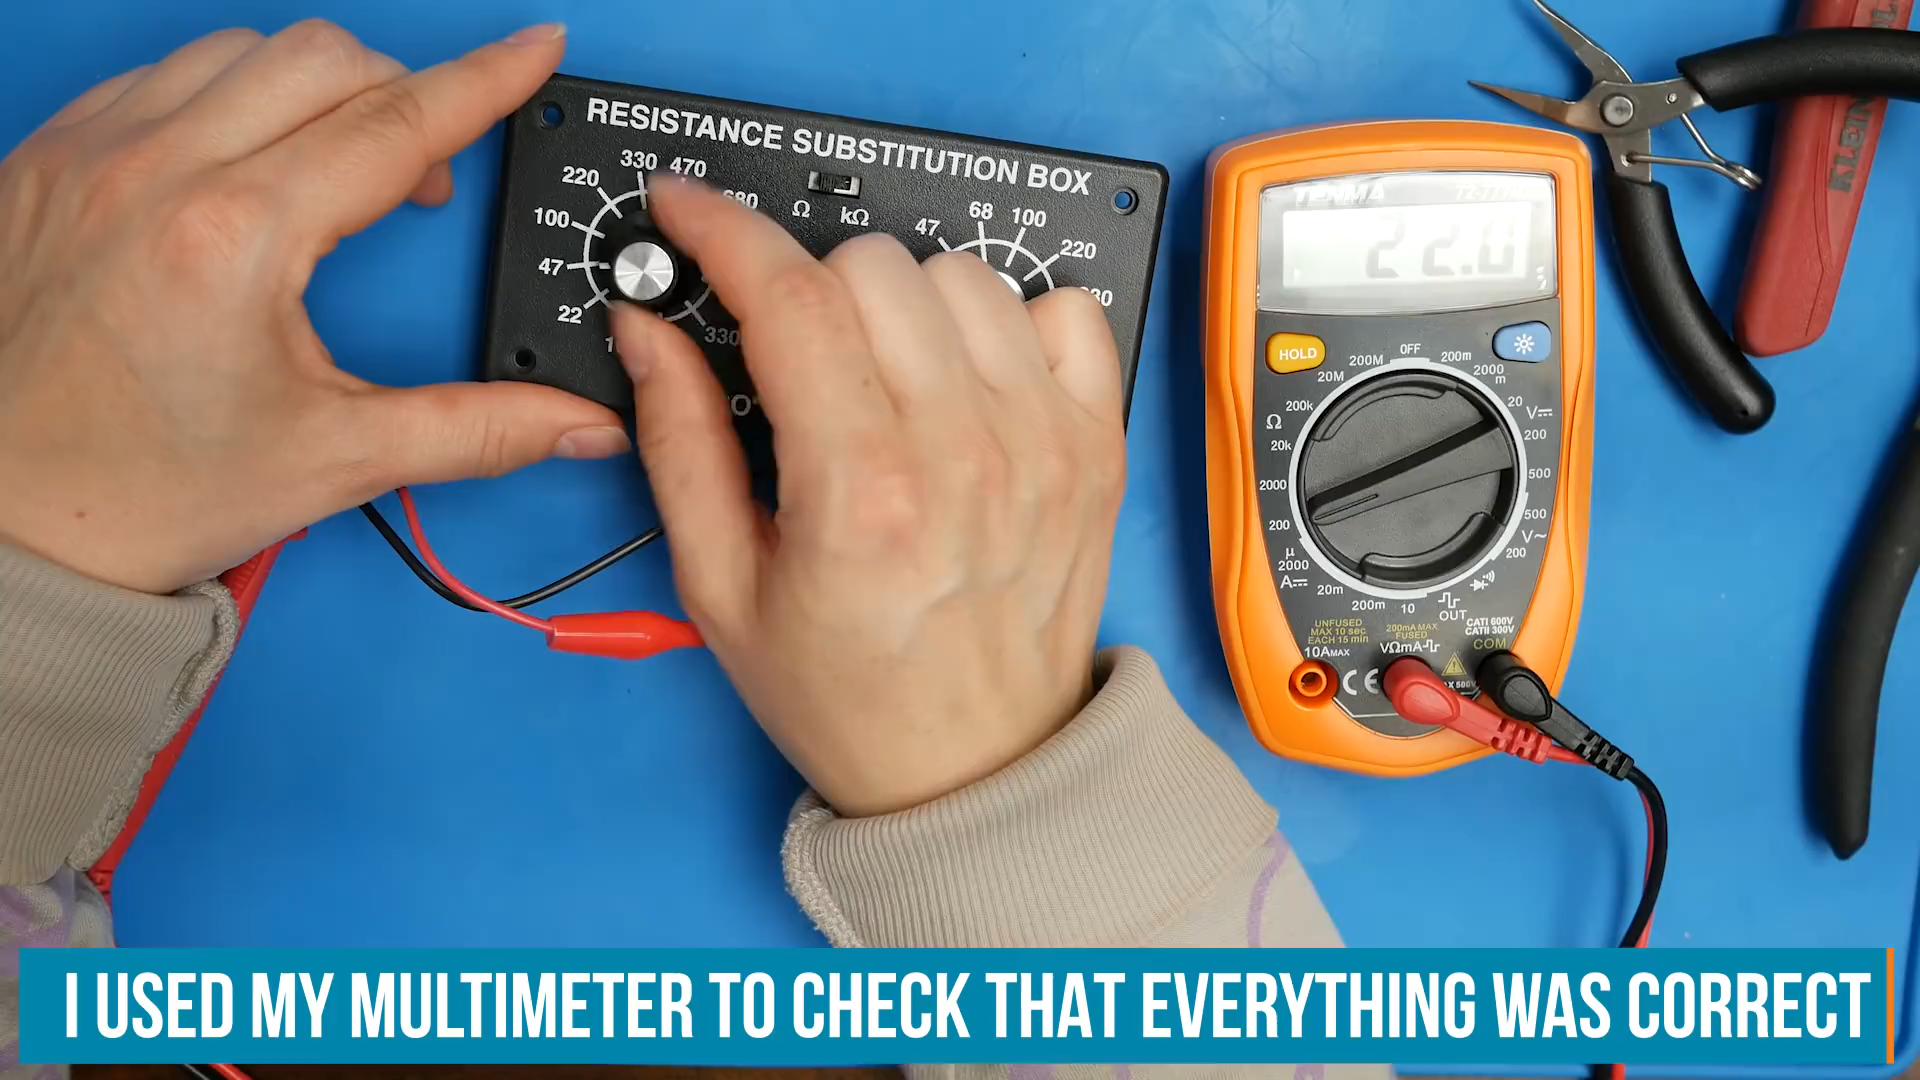 RESISTANCE SUBSTITUTION BOX
330 470
220
680
100
47
22
330
Ω kΩ
68 100
47
220
TENMA
22.0
HOLD
OFF
200M
200m
20M
2000
m
200k
20
V
Ω
200
20k
500
2000
500
200
V~
200
µ
2000
A
20m
200m
10
OUT
UNFUSED
MAX 10 sec
EACH 15 min
10AMAX
200mA MAX
FUSED
VΩmA
CATI 600V
CATII 300V
COM
CE
KLEIN
I USED MY MULTIMETER TO CHECK THAT EVERYTHING WAS CORRECT